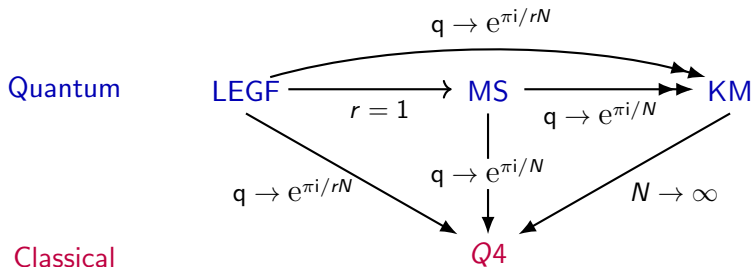 q → e^{πi/rN}
Quantum LEGF MS KM
r = 1 q → e^{πi/N}
q → e^{πi/rN} q → e^{πi/N} N → ∞
Classical Q4